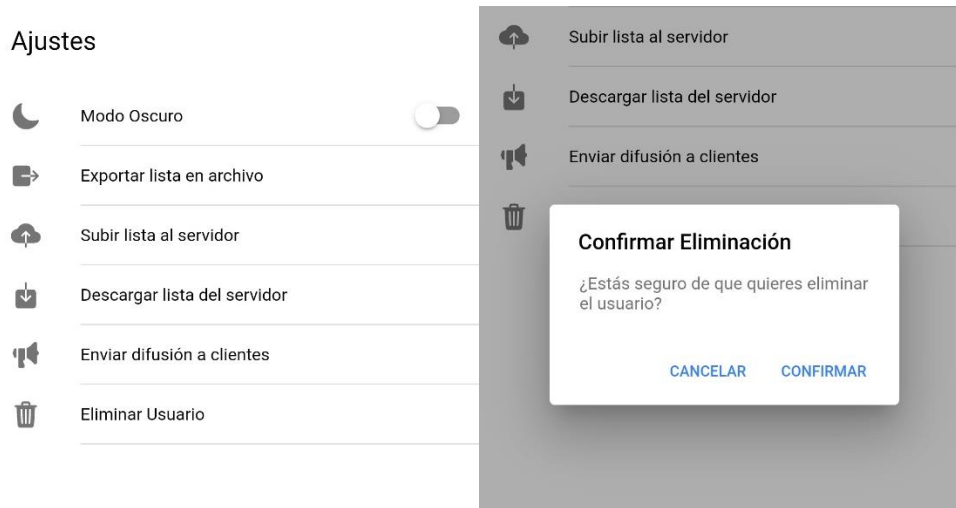 Ajustes
Modo Oscuro
Exportar lista en archivo
Subir lista al servidor
Descargar lista del servidor
Enviar difusión a clientes
Eliminar Usuario
Subir lista al servidor
Descargar lista del servidor
Enviar difusión a clientes
Confirmar Eliminación
¿Estás seguro de que quieres eliminar
el usuario?
CANCELAR CONFIRMAR